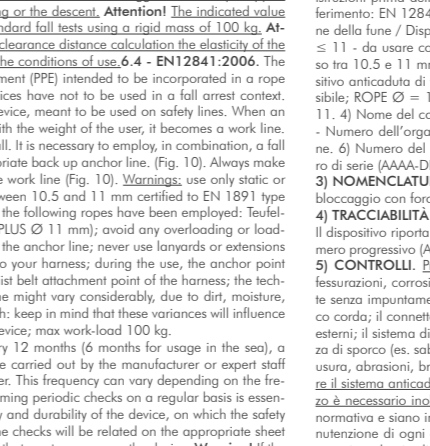 ng or the descent. Attention! The indicated value
ndard fall tests using a rigid mass of 100 kg. At-
clearance distance calculation the elasticity of the
he conditions of use.6.4 - EN12841:2006. The
ment (PPE) intended to be incorporated in a rope
ices have not to be used in a fall arrest context.
evice, meant to be used on safety lines. When an
ith the weight of the user, it becomes a work line.
all. It is necessary to employ, in combination, a fall
priate back up anchor line. (Fig. 10). Always make
e work line (Fig. 10). Warnings: use only static or
ween 10.5 and 11 mm certified to EN 1891 type
the following ropes have been employed: Teufel-
PLUS Ø 11 mm); avoid any overloading or load-
the anchor line; never use lanyards or extensions
o your harness; during the use, the anchor point
ist belt attachment point of the harness; the tech-
ne might vary considerably, due to dirt, moisture,
h: keep in mind that these variances will influence
evice; max work-load 100 kg.
ry 12 months (6 months for usage in the sea), a
e carried out by the manufacturer or expert staff
er. This frequency can vary depending on the fre-
ming periodic checks on a regular basis is essen-
y and durability of the device, on which the safety
he checks will be related on the appropriate sheet
ferimento: EN 1284
ne della fune / Disp
≤ 11 - da usare co
so tra 10.5 e 11 m
sitivo anticaduta di
sibile; ROPE Ø = 1
11. 4) Nome del co
- Numero dell'orga
ne. 6) Numero del
ro di serie (AAAA-D
3) NOMENCLATU
bloccaggio con for
4) TRACCIABILITÀ
Il dispositivo riporta
mero progressivo (A
5) CONTROLLI. P
fessurazioni, corrosi
te senza impuntame
co corda; il connett
esterni; il sistema di
za di sporco (es. sab
usura, abrasioni, br
re il sistema anticad
zo è necessario ino
normativa e siano ir
nutenzione di ogni